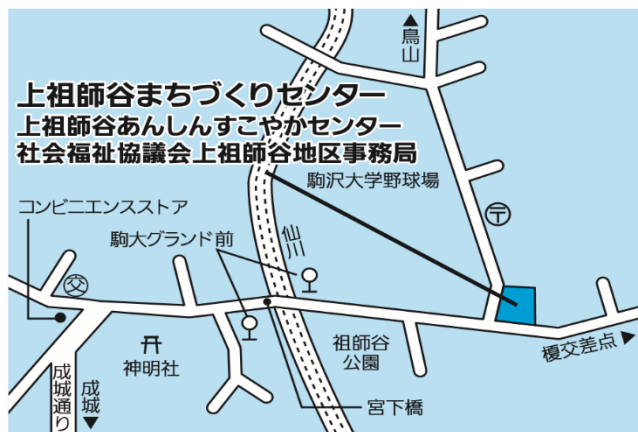 ▲烏山
上祖師谷まちづくりセンター
上祖師谷あんしんすこやかセンター
社会福祉協議会上祖師谷地区事務局
駒沢大学野球場
コンビニエンスストア
駒大グランド前
仙川
〒
交
神明社
祖師谷
公園
榎交差点▶
成城通り
成城▼
宮下橋